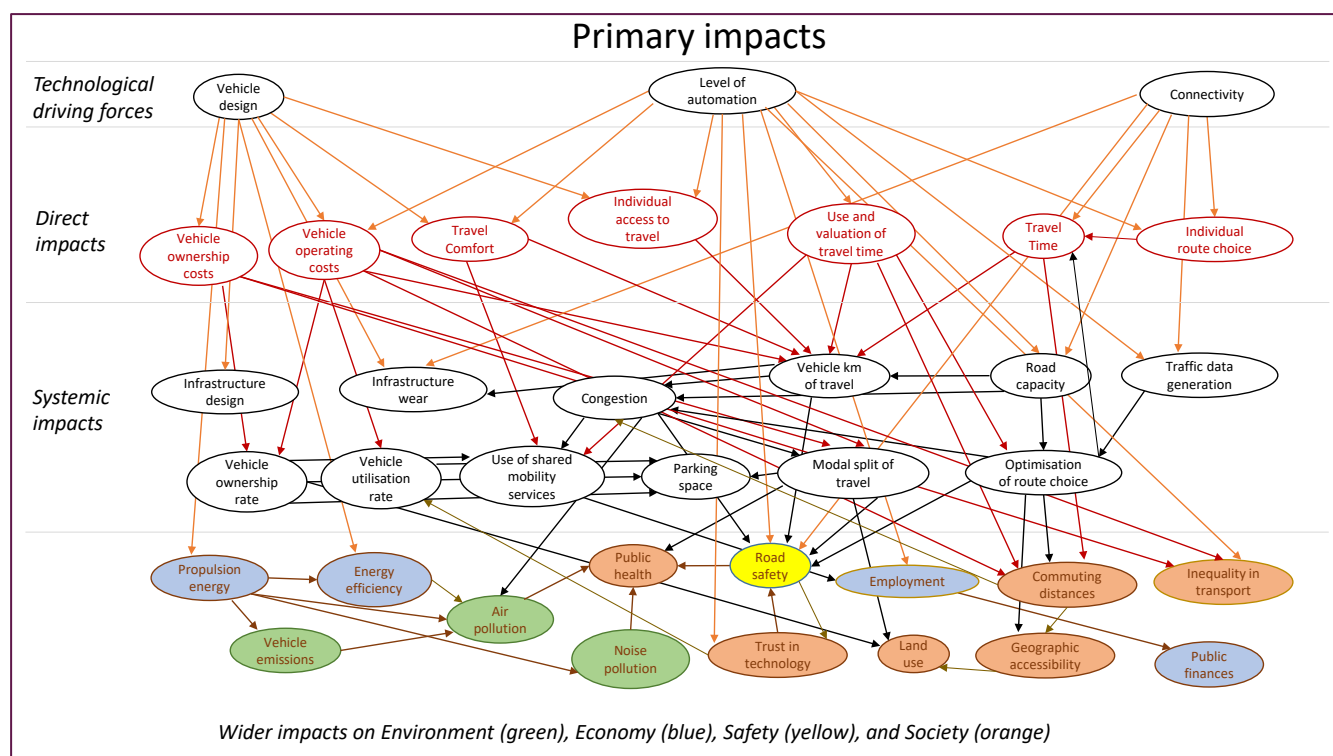 Primary impacts
Technological
driving forces
Vehicle
design
Level of
automation
Connectivity
Direct
impacts
Vehicle
ownership
costs
Vehicle
operating
costs
Travel
Comfort
Individual
access to
travel
Use and
valuation of
travel time
Travel
Time
Individual
route choice
Systemic
impacts
Infrastructure
design
Infrastructure
wear
Congestion
Vehicle km
of travel
Road
capacity
Traffic data
generation
Vehicle
ownership
rate
Vehicle
utilisation
rate
Use of shared
mobility
services
Parking
space
Modal split of
travel
Optimisation
of route choice
Propulsion
energy
Energy
efficiency
Public
health
Road
safety
Employment
Commuting
distances
Inequality in
transport
Air
pollution
Vehicle
emissions
Noise
pollution
Trust in
technology
Land
use
Geographic
accessibility
Public
finances
Wider impacts on Environment (green), Economy (blue), Safety (yellow), and Society (orange)